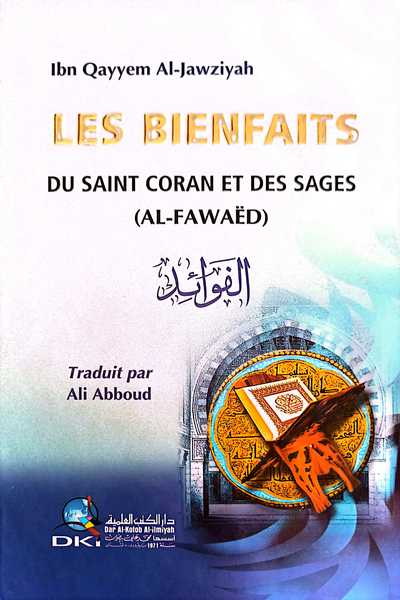 Ibn Qayyem Al-Jawziyah
LES BIENFAITS
DU SAINT CORAN ET DES SAGES
(AL-FAWAËD)
الفوائد
Traduit par
Ali Abboud
دار الكتب العلمية
Dar Al-Kotob Al-ilmiyah
DKi
1971